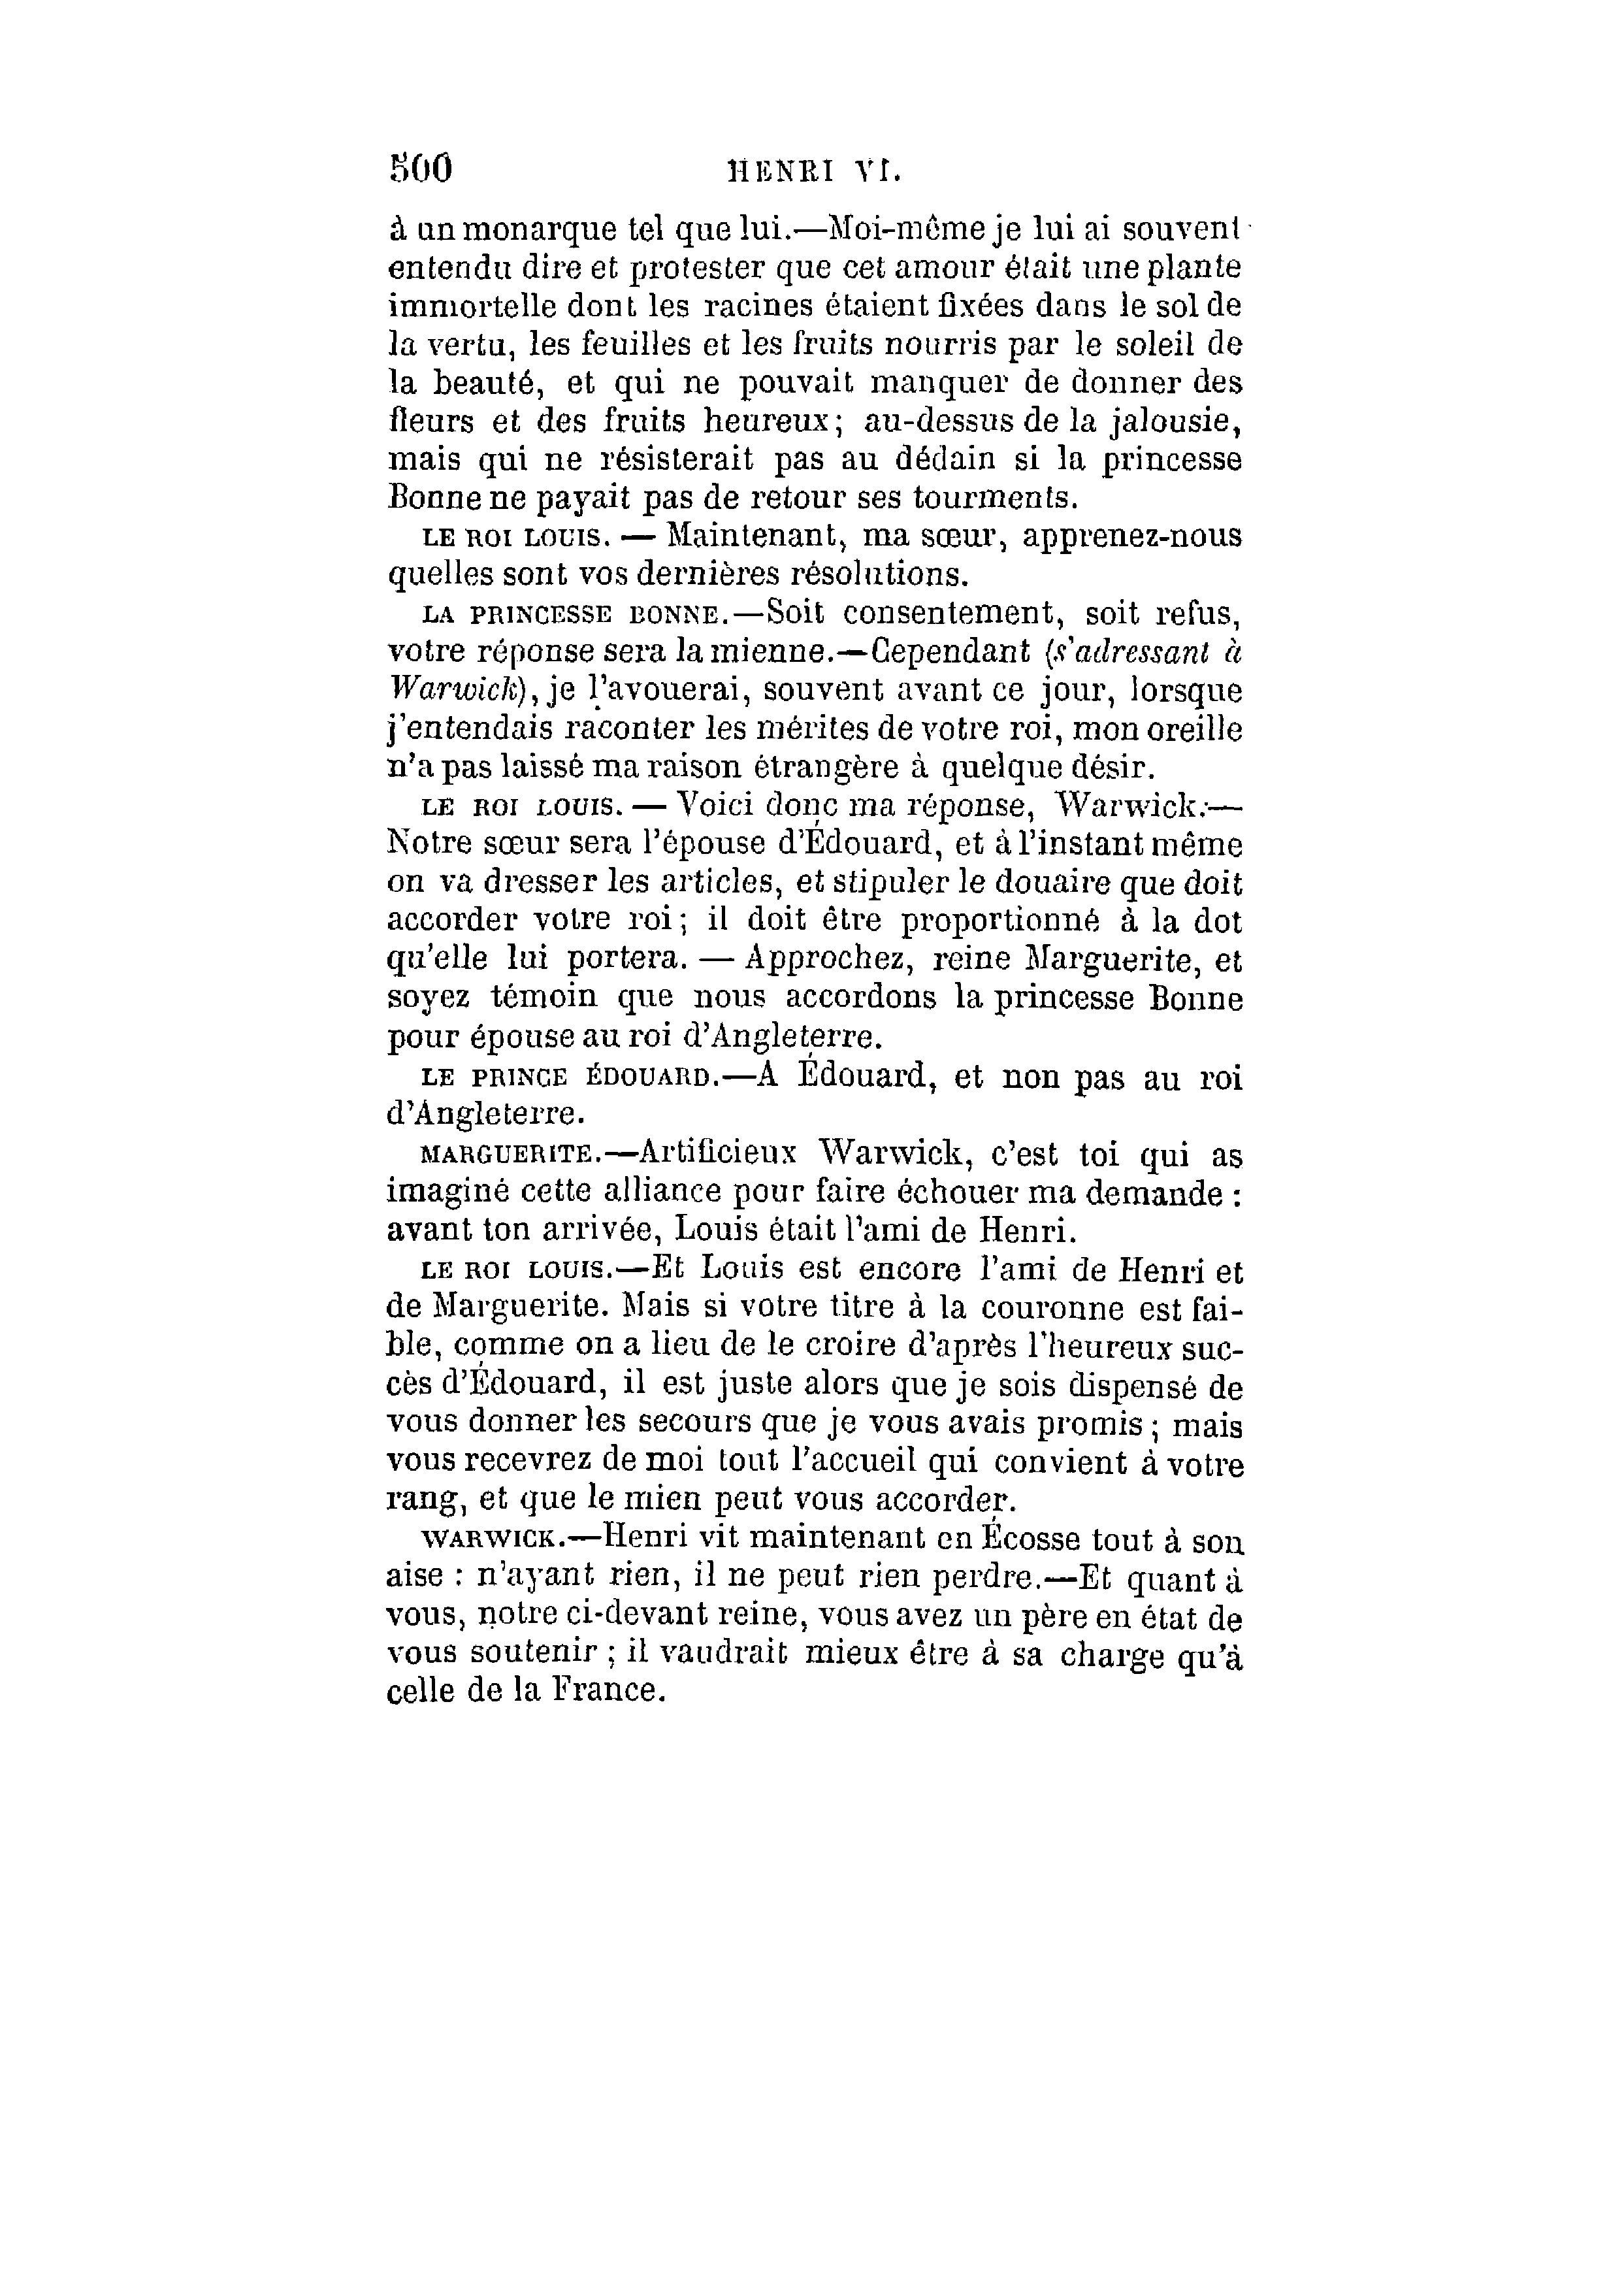 500 HENRI VI.
à un monarque tel que lui.—Moi-même je lui ai souvent
entendu dire et protester que cet amour était une plante
immortelle dont les racines étaient fixées dans le sol de
la vertu, les feuilles et les fruits nourris par le soleil de
la beauté, et qui ne pouvait manquer de donner des
fleurs et des fruits heureux; au-dessus de la jalousie,
mais qui ne résisterait pas au dédain si la princesse
Bonne ne payait pas de retour ses tourments.
LE ROI LOUIS. — Maintenant, ma sœur, apprenez-nous
quelles sont vos dernières résolutions.
LA PRINCESSE BONNE.—Soit consentement, soit refus,
votre réponse sera la mienne.—Cependant (s'adressant à
Warwick), je l'avouerai, souvent avant ce jour, lorsque
j'entendais raconter les mérites de votre roi, mon oreille
n'a pas laissé ma raison étrangère à quelque désir.
LE ROI LOUIS. — Voici donc ma réponse, Warwick:—
Notre sœur sera l'épouse d'Édouard, et à l'instant même
on va dresser les articles, et stipuler le douaire que doit
accorder votre roi; il doit être proportionné à la dot
qu'elle lui portera. — Approchez, reine Marguerite, et
soyez témoin que nous accordons la princesse Bonne
pour épouse au roi d'Angleterre.
LE PRINCE ÉDOUARD.—A Édouard, et non pas au roi
d'Angleterre.
MARGUERITE.—Artificieux Warwick, c'est toi qui as
imaginé cette alliance pour faire échouer ma demande :
avant ton arrivée, Louis était l'ami de Henri.
LE ROI LOUIS.—Et Louis est encore l'ami de Henri et
de Marguerite. Mais si votre titre à la couronne est fai-
ble, comme on a lieu de le croire d'après l'heureux suc-
cès d'Édouard, il est juste alors que je sois dispensé de
vous donner les secours que je vous avais promis ; mais
vous recevrez de moi tout l'accueil qui convient à votre
rang, et que le mien peut vous accorder.
WARWICK.—Henri vit maintenant en Écosse tout à son
aise : n'ayant rien, il ne peut rien perdre.—Et quant à
vous, notre ci-devant reine, vous avez un père en état de
vous soutenir ; il vaudrait mieux être à sa charge qu'à
celle de la France.